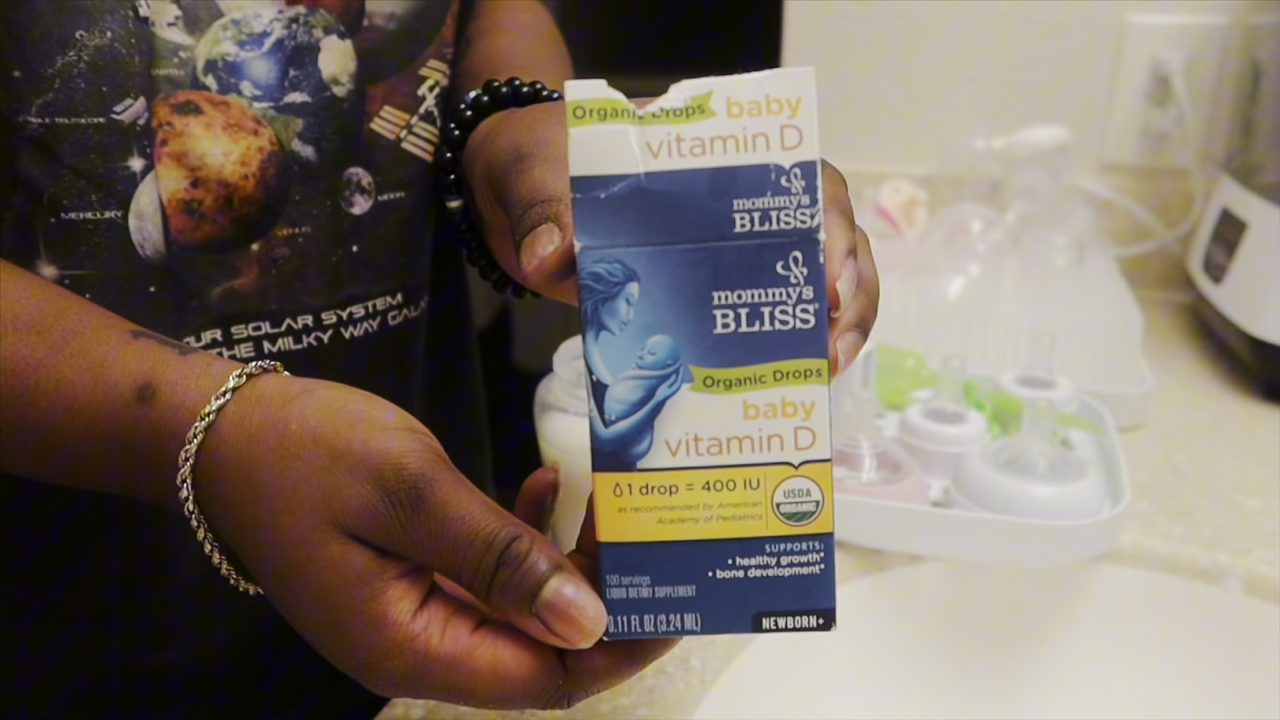 MERCURY
MOON
OUR SOLAR SYSTEM
THE MILKY WAY
Organic Drops
baby
vitamin D
mommy's
BLISS
mommy's
BLISS
Organic Drops
baby
vitamin D
1 drop = 400 IU
as recommended by American
Academy of Pediatrics
USDA
ORGANIC
SUPPORTS:
• healthy growth*
• bone development*
100 servings
LIQUID DIETARY SUPPLEMENT
0.11 FL OZ (3.24 ML)
NEWBORN+